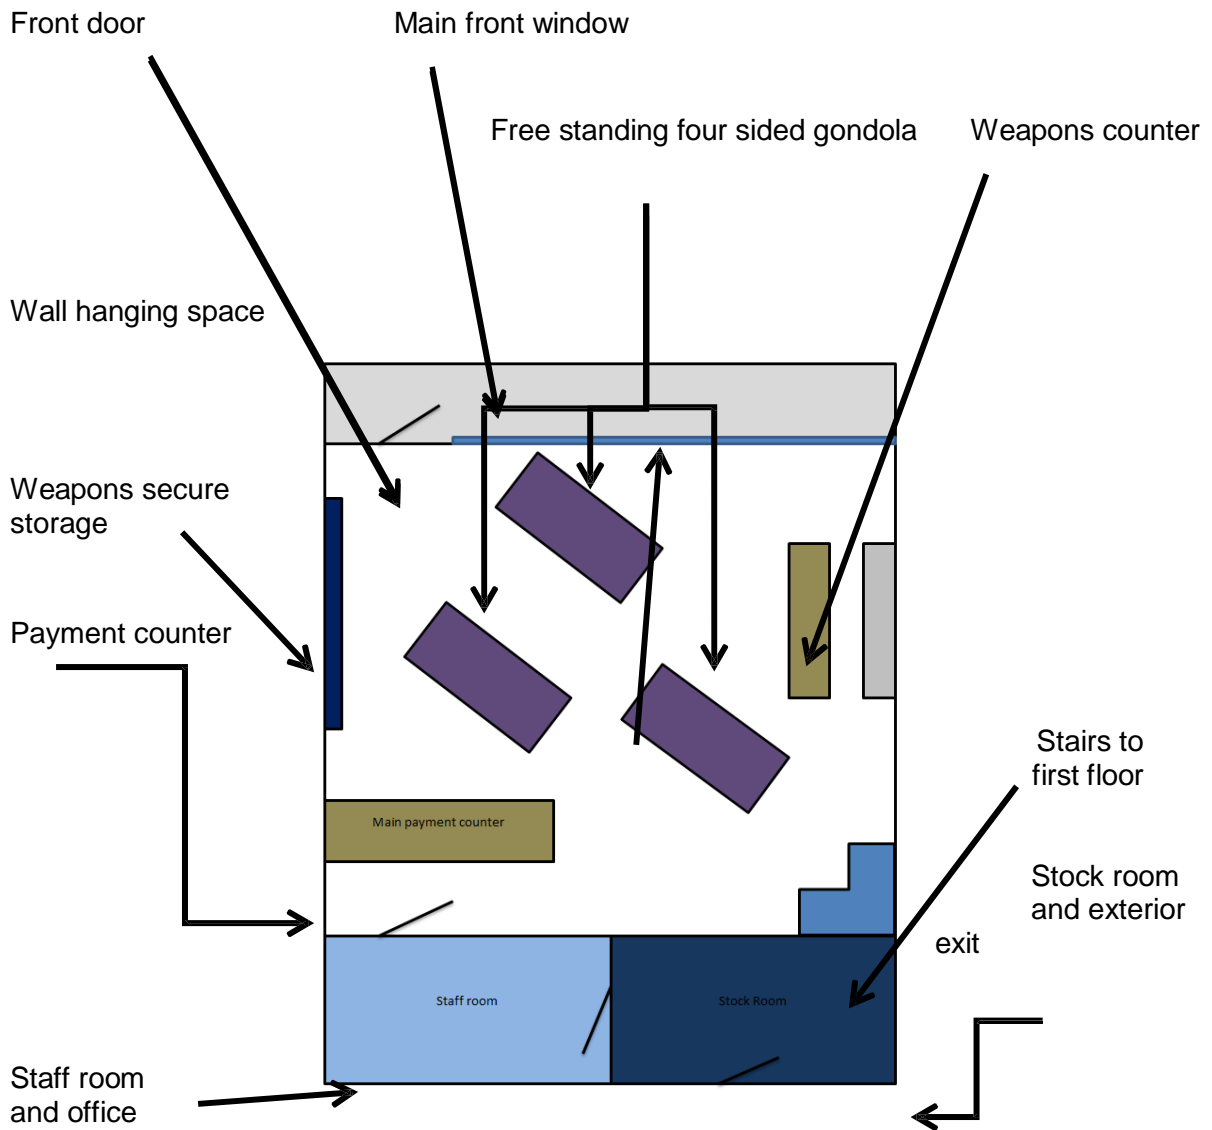 Front door
Main front window
Free standing four sided gondola
Weapons counter
Wall hanging space
Weapons secure
storage
Payment counter
Stairs to
first floor
Main payment counter
Stock room
and exterior
exit
Staff room
Stock Room
Staff room
and office